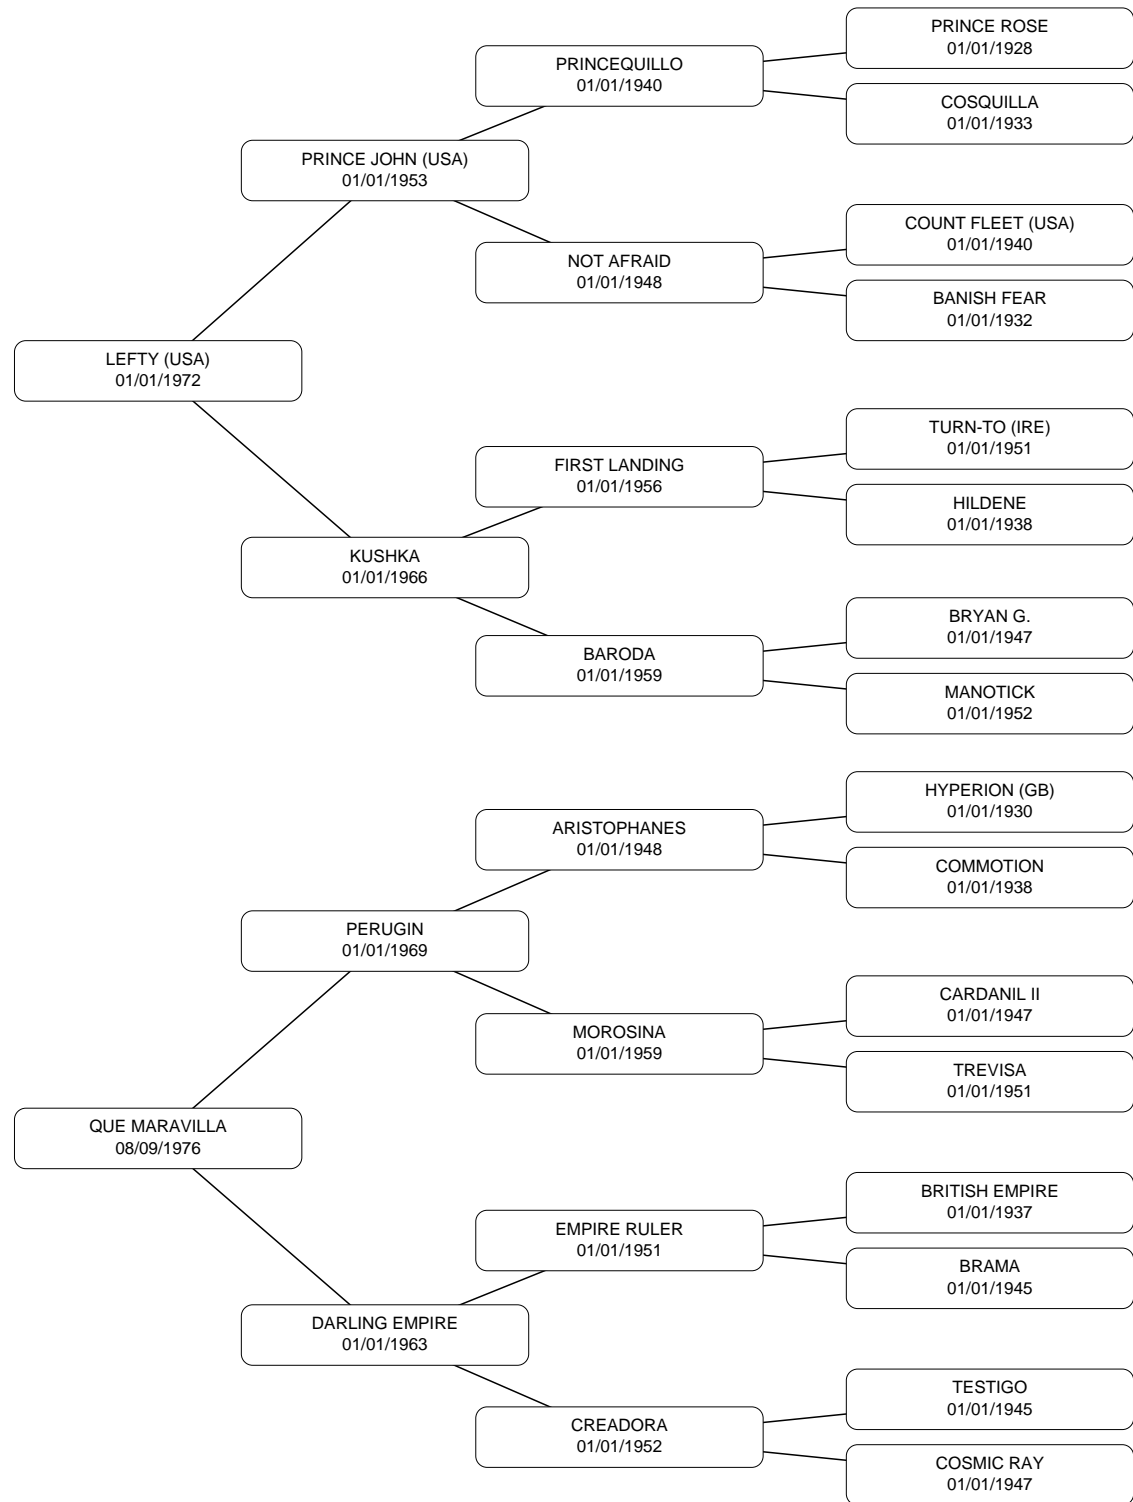 PRINCE ROSE
01/01/1928
PRINCEQUILLO
01/01/1940
COSQUILLA
01/01/1933
PRINCE JOHN (USA)
01/01/1953
COUNT FLEET (USA)
01/01/1940
NOT AFRAID
01/01/1948
BANISH FEAR
01/01/1932
LEFTY (USA)
01/01/1972
TURN-TO (IRE)
01/01/1951
FIRST LANDING
01/01/1956
HILDENE
01/01/1938
KUSHKA
01/01/1966
BRYAN G.
01/01/1947
BARODA
01/01/1959
MANOTICK
01/01/1952
HYPERION (GB)
01/01/1930
ARISTOPHANES
01/01/1948
COMMOTION
01/01/1938
PERUGIN
01/01/1969
CARDANIL II
01/01/1947
MOROSINA
01/01/1959
TREVISA
01/01/1951
QUE MARAVILLA
08/09/1976
BRITISH EMPIRE
01/01/1937
EMPIRE RULER
01/01/1951
BRAMA
01/01/1945
DARLING EMPIRE
01/01/1963
TESTIGO
01/01/1945
CREADORA
01/01/1952
COSMIC RAY
01/01/1947